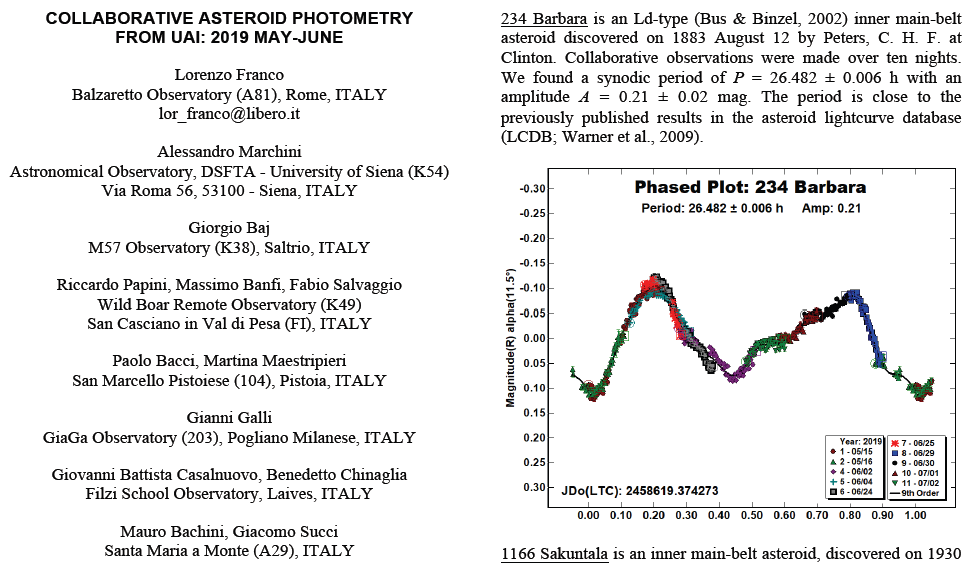 COLLABORATIVE ASTEROID PHOTOMETRY
FROM UAI: 2019 MAY-JUNE
Lorenzo Franco
Balzaretto Observatory (A81), Rome, ITALY
lor_franco@libero.it
Alessandro Marchini
Astronomical Observatory, DSFTA - University of Siena (K54)
Via Roma 56, 53100 - Siena, ITALY
Giorgio Baj
M57 Observatory (K38), Saltrio, ITALY
Riccardo Papini, Massimo Banfi, Fabio Salvaggio
Wild Boar Remote Observatory (K49)
San Casciano in Val di Pesa (FI), ITALY
Paolo Bacci, Martina Maestripieri
San Marcello Pistoiese (104), Pistoia, ITALY
Gianni Galli
GiaGa Observatory (203), Pogliano Milanese, ITALY
Giovanni Battista Casalnuovo, Benedetto Chinaglia
Filzi School Observatory, Laives, ITALY
Mauro Bachini, Giacomo Succi
Santa Maria a Monte (A29), ITALY
234 Barbara is an Ld-type (Bus & Binzel, 2002) inner main-belt
asteroid discovered on 1883 August 12 by Peters, C. H. F. at
Clinton. Collaborative observations were made over ten nights.
We found a synodic period of P = 26.482 ± 0.006 h with an
amplitude A = 0.21 ± 0.02 mag. The period is close to the
previously published results in the asteroid lightcurve database
(LCDB; Warner et al., 2009).
Phased Plot: 234 Barbara
Period: 26.482 ± 0.006 h Amp: 0.21
Magnitude(R) alpha(11.5°)
-0.30
-0.25
-0.20
-0.15
-0.10
-0.05
0.00
0.05
0.10
0.15
0.20
0.25
0.30
Year: 2019
1 - 05/15
2 - 05/16
4 - 06/02
5 - 06/04
6 - 06/24
7 - 06/25
8 - 06/29
9 - 06/30
10 - 07/01
11 - 07/02
9th Order
JDo(LTC): 2458619.374273
0.00 0.10 0.20 0.30 0.40 0.50 0.60 0.70 0.80 0.90 1.00
1166 Sakuntala is an inner main-belt asteroid, discovered on 1930